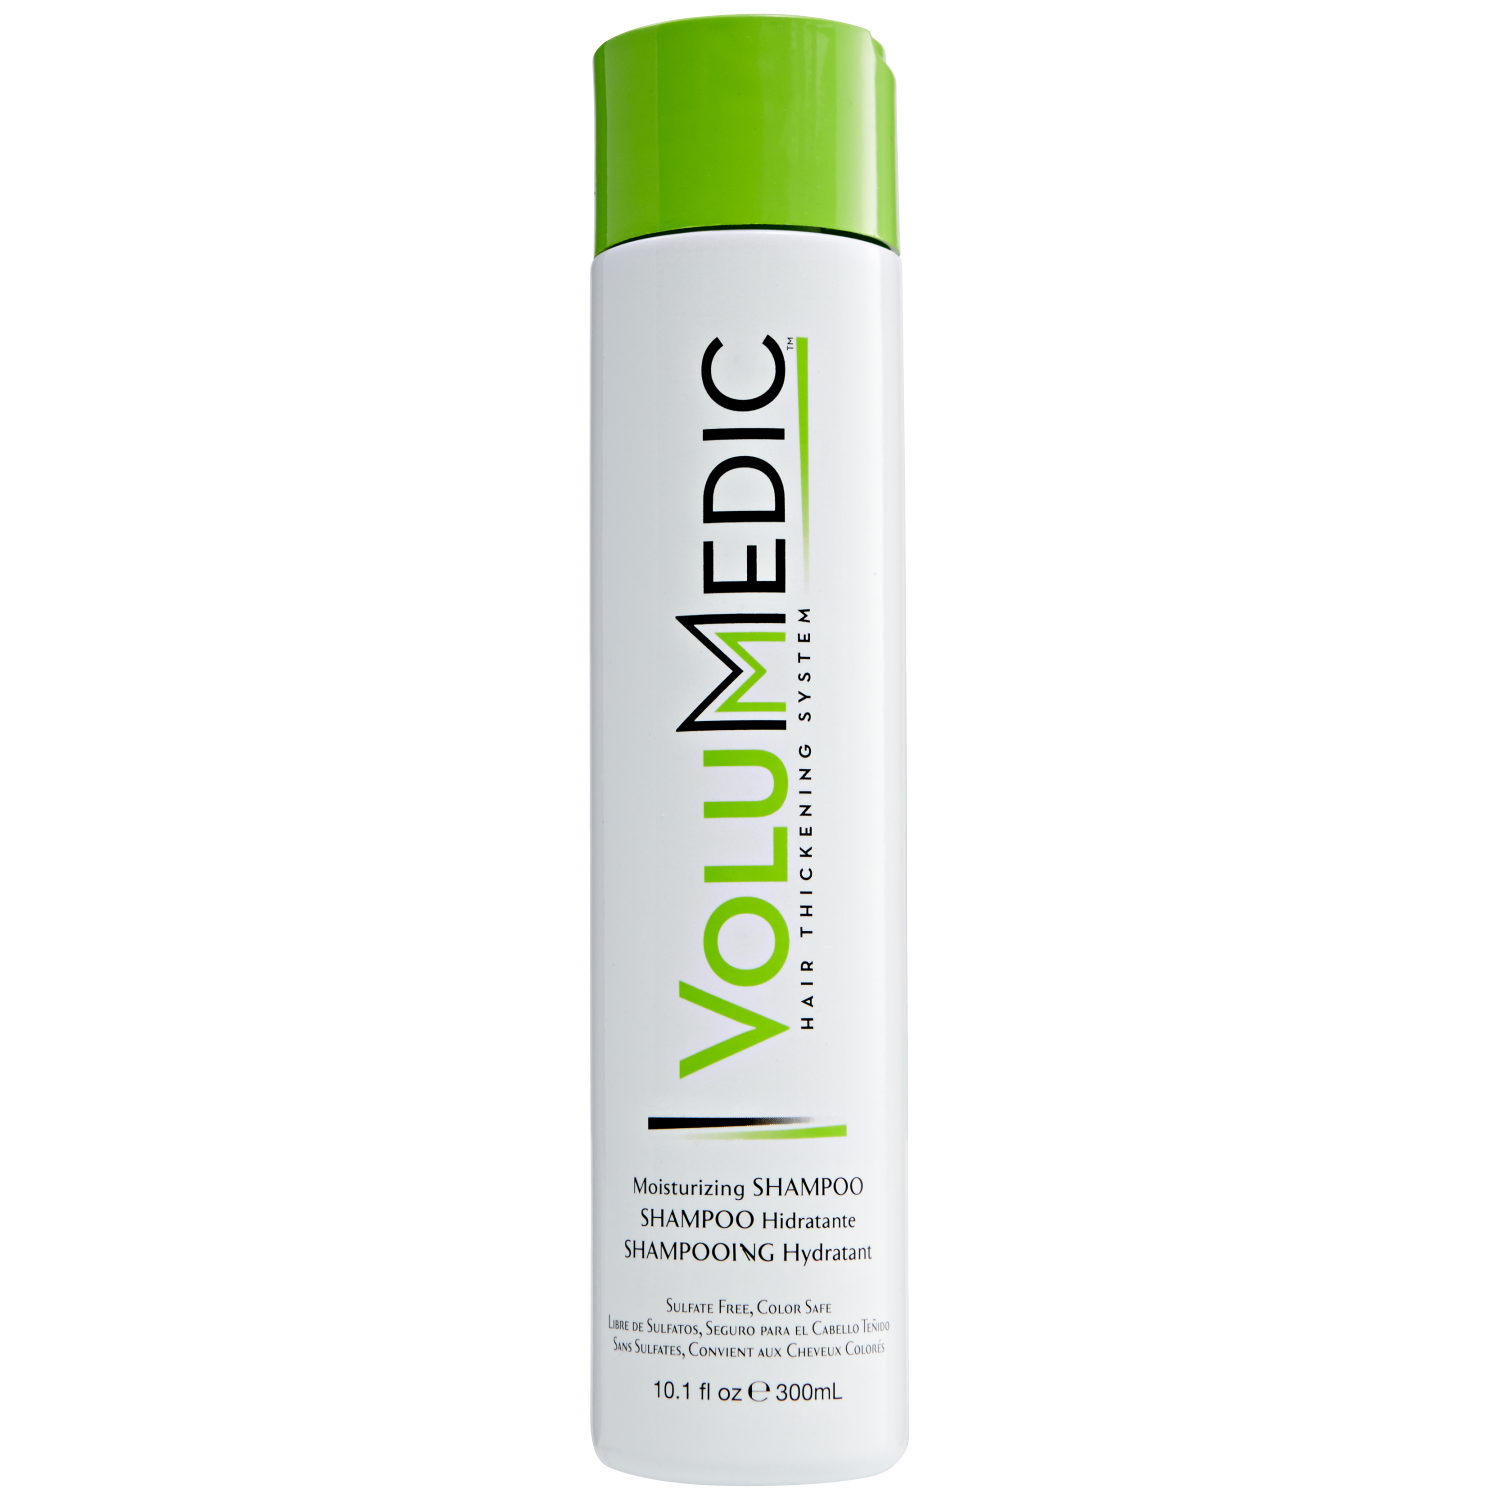 VOLUMEDIC™
HAIR THICKENING SYSTEM
Moisturizing SHAMPOO
SHAMPOO Hidratante
SHAMPOOING Hydratant
SULFATE FREE, COLOR SAFE
LIBRE DE SULFATOS, SEGURO PARA EL CABELLO TEÑIDO
SANS SULFATES, CONVIENT AUX CHEVEUX COLORÉS
10.1 fl oz ℮ 300mL